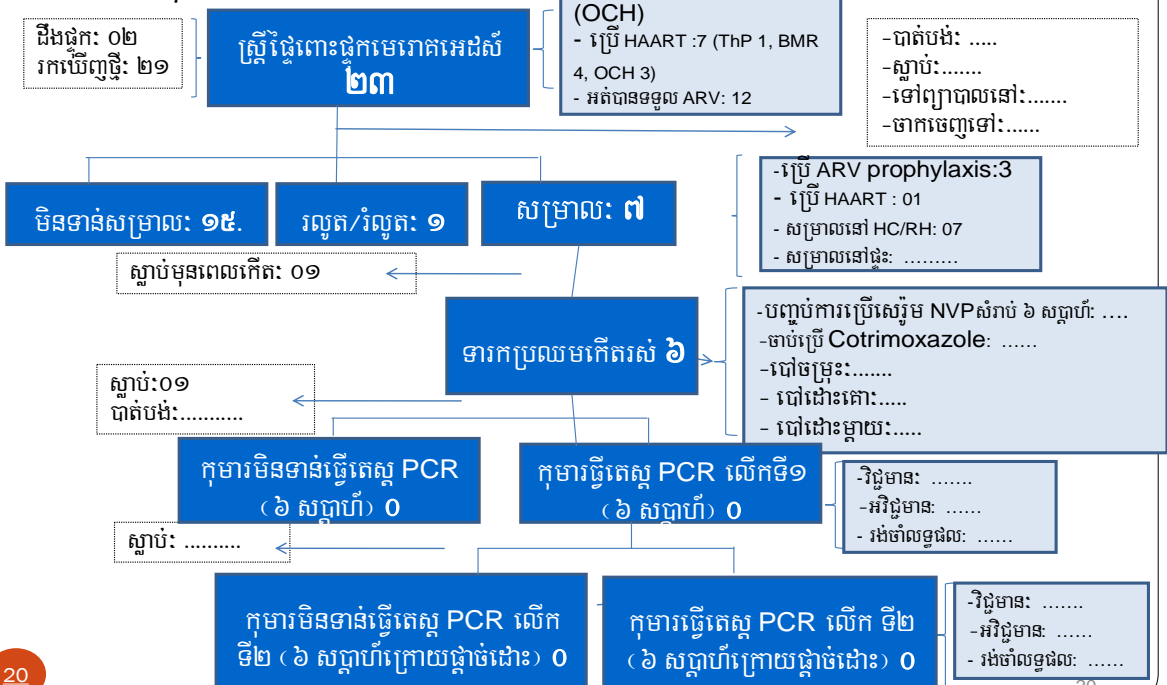 (OCH)
- ប្រើ HAART :7 (ThP 1, BMR
4, OCH 3)
- អត់បានទទួល ARV: 12
ដឹងផ្ទុក: ០២
រកឃើញថ្មី: ២១
ស្ត្រីផ្ទៃពោះផ្ទុកមេរោគអេដស៍
២៣
-បាត់បង់: .....
-ស្លាប់:.......
-ទៅព្យាបាលនៅ:.......
-ចាកចេញទៅ:......
មិនទាន់សម្រាល: ១៥.
រលូត/រំលូត: ១
សម្រាល: ៧
-ប្រើ ARV prophylaxis:3
- ប្រើ HAART : 01
- សម្រាលនៅ HC/RH: 07
- សម្រាលនៅផ្ទះ: .........
ស្លាប់មុនពេលកើត: ០១
ទារកប្រឈមកើតរស់ ៦
-បញ្ចប់ការប្រើសេរ៉ូម NVPសំរាប់ ៦ សប្តាហ៍: ....
-ចាប់ប្រើ Cotrimoxazole: ......
-បៅចម្រុះ:.......
- បៅដោះគោ:.....
- បៅដោះម្តាយ:.....
ស្លាប់:០១
បាត់បង់:...........
កុមារមិនទាន់ធ្វើតេស្ត PCR
(៦ សប្តាហ៍) 0
កុមារធ្វើតេស្ត PCR លើកទី១
(៦ សប្តាហ៍) 0
-វិជ្ជមាន: .......
-អវិជ្ជមាន: ......
- រង់ចាំលទ្ធផល: ......
ស្លាប់: ..........
កុមារមិនទាន់ធ្វើតេស្ត PCR លើក
ទី២ (៦ សប្តាហ៍ក្រោយផ្តាច់ដោះ) 0
កុមារធ្វើតេស្ត PCR លើក ទី២
(៦ សប្តាហ៍ក្រោយផ្តាច់ដោះ) 0
-វិជ្ជមាន: .......
-អវិជ្ជមាន: ......
- រង់ចាំលទ្ធផល: ......
20